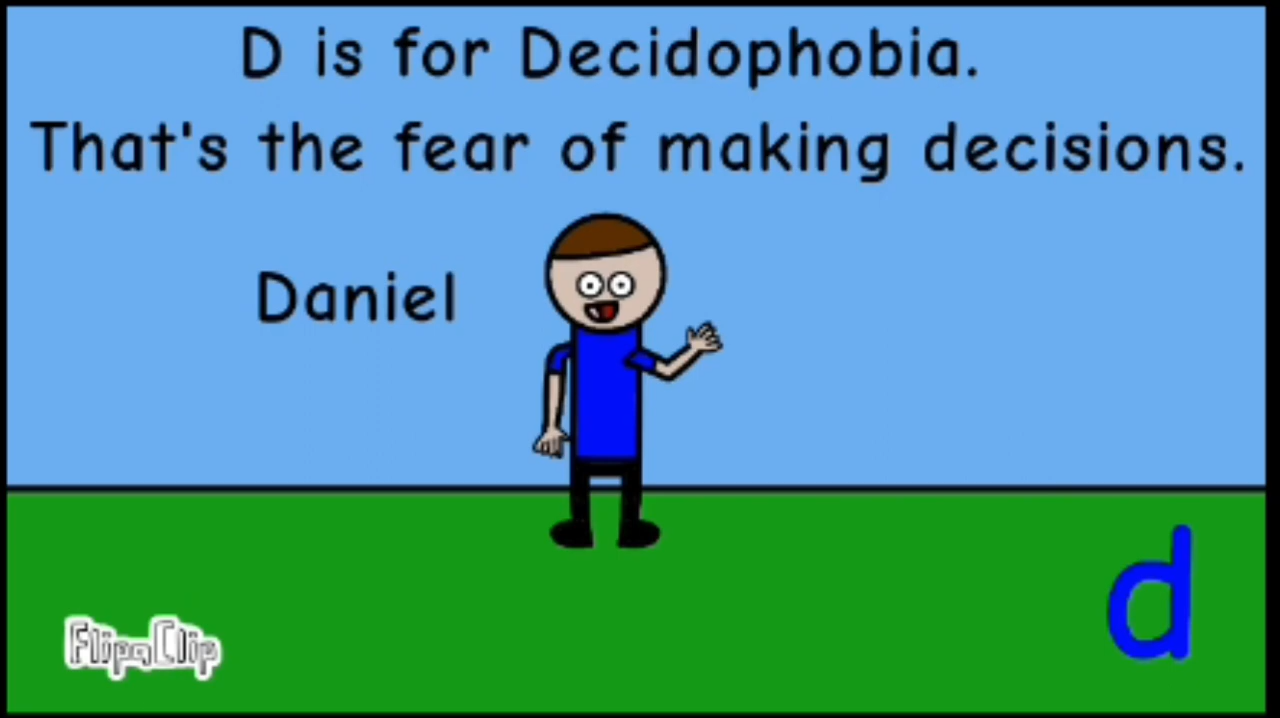 D is for Decidophobia.
That's the fear of making decisions.
Daniel
d
FlipaClip